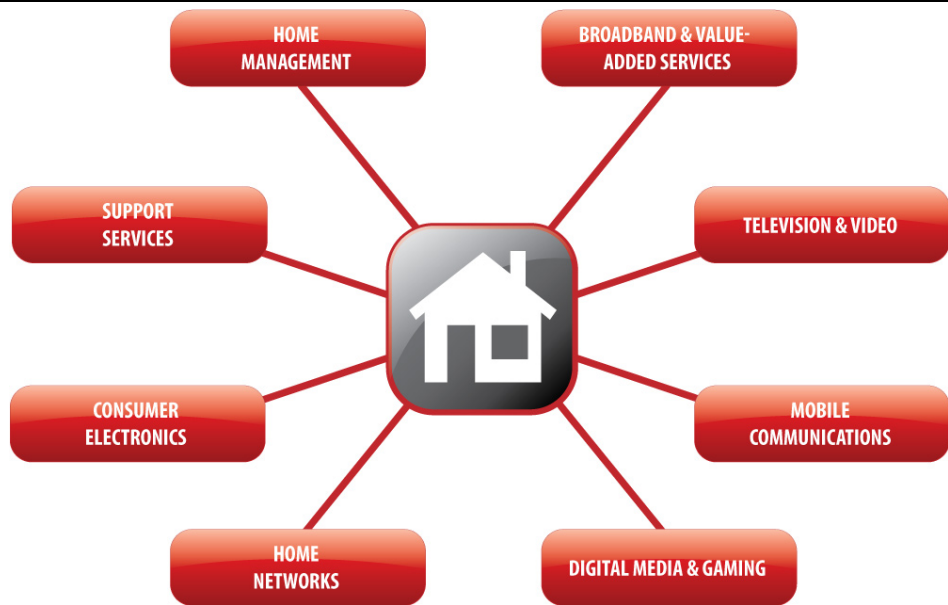 HOME
MANAGEMENT
BROADBAND & VALUE-
ADDED SERVICES
SUPPORT
SERVICES
TELEVISION & VIDEO
CONSUMER
ELECTRONICS
MOBILE
COMMUNICATIONS
HOME
NETWORKS
DIGITAL MEDIA & GAMING